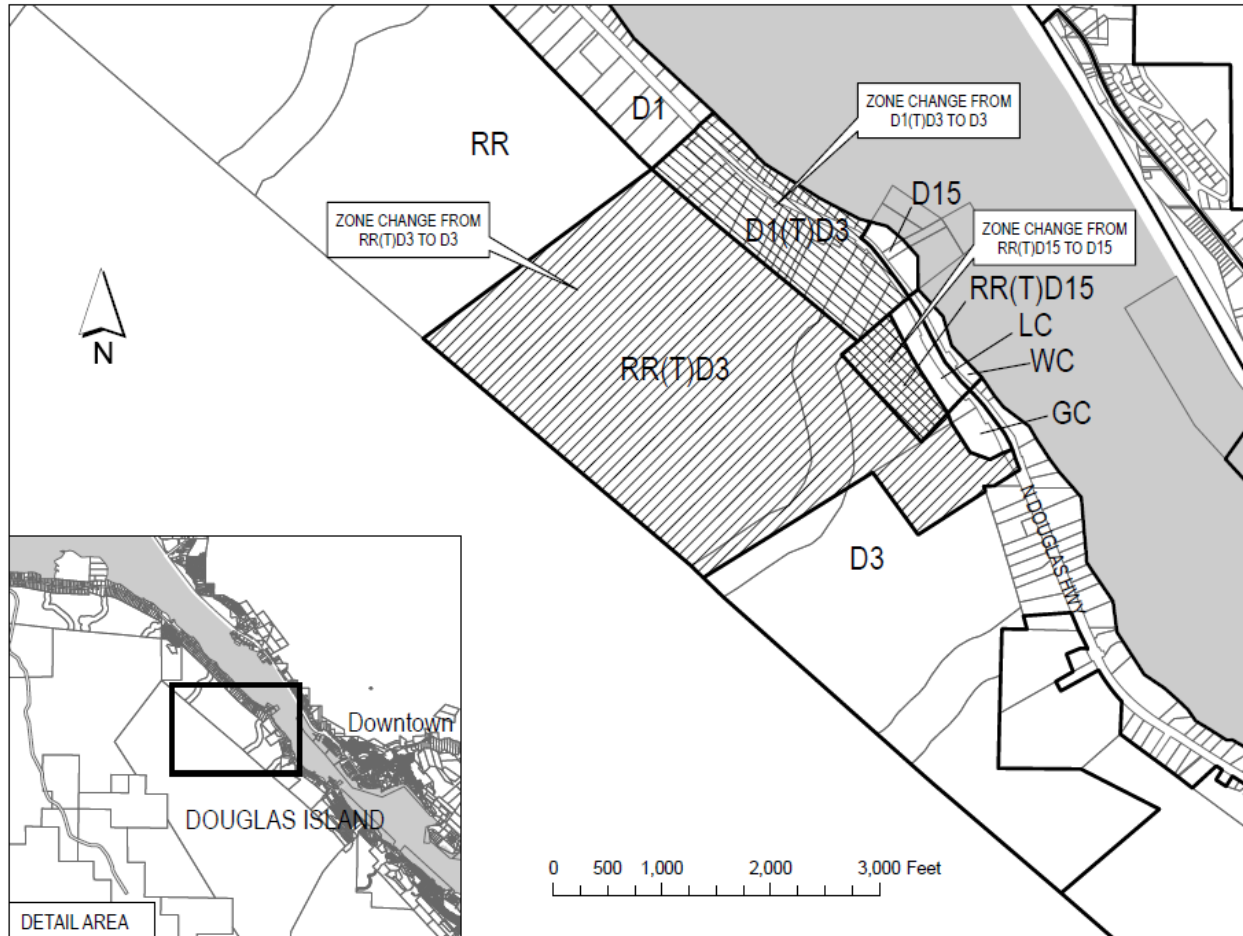 D1
ZONE CHANGE FROM
D1(T)D3 TO D3
RR
ZONE CHANGE FROM
RR(T)D3 TO D3
D15
D1(T)D3
ZONE CHANGE FROM
RR(T)D15 TO D15
RR(T)D15
LC
WC
GC
N
RR(T)D3
N DOUGLAS HWY
D3
Downtown
DOUGLAS ISLAND
DETAIL AREA
0 500 1,000 2,000 3,000 Feet